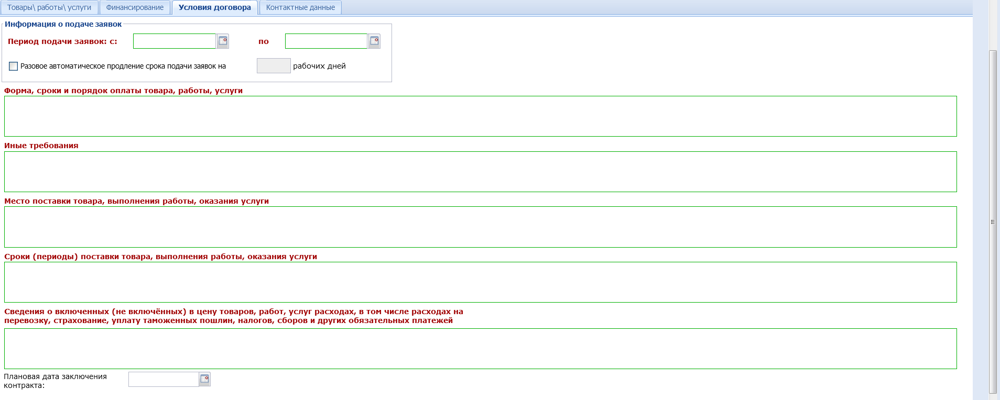 Товары\ работы\ услуги
Финансирование
Условия договора
Контактные данные
Информация о подаче заявок
Период подачи заявок: с:
по
Разовое автоматическое продление срока подачи заявок на
рабочих дней
Форма, сроки и порядок оплаты товара, работы, услуги
Иные требования
Место поставки товара, выполнения работы, оказания услуги
Сроки (периоды) поставки товара, выполнения работы, оказания услуги
Сведения о включенных (не включённых) в цену товаров, работ, услуг расходах, в том числе расходах на
перевозку, страхование, уплату таможенных пошлин, налогов, сборов и других обязательных платежей
Плановая дата заключения
контракта: